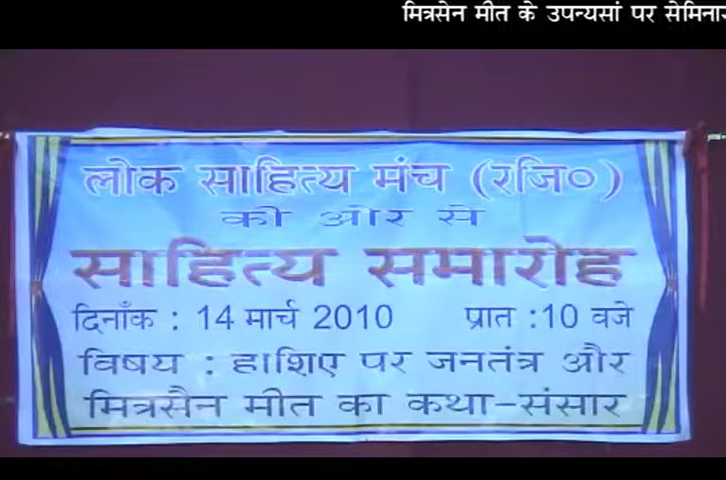 मित्रसेन मीत के उपन्यसां पर सेमिनार
लोक साहित्य मंच (रजि०)
की ओर से
साहित्य समारोह
दिनाँक : 14 मार्च 2010 प्रात :10 वजे
विषय : हाशिए पर जनतंत्र और
मित्रसैन मीत का कथा-संसार